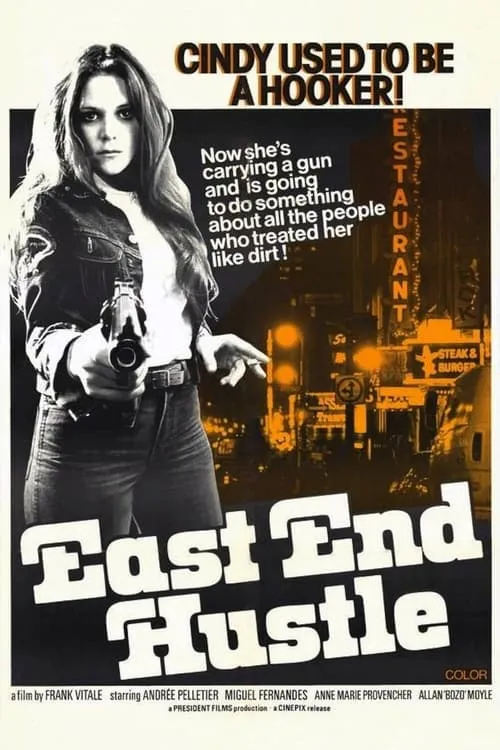 CINDY USED TO BE
A HOOKER!
Now she's
carrying a gun
and is going
to do something
about all the people
who treated her
like dirt!
RESTAURANT
STEAK &
BURGER
East End
Hustle
COLOR
a film by FRANK VITALE starring ANDRÉE PELLETIER MIGUEL FERNANDES ANNE MARIE PROVENCHER ALLAN 'BOZO' MOYLE
a PRESIDENT FILMS production - a CINEPIX release